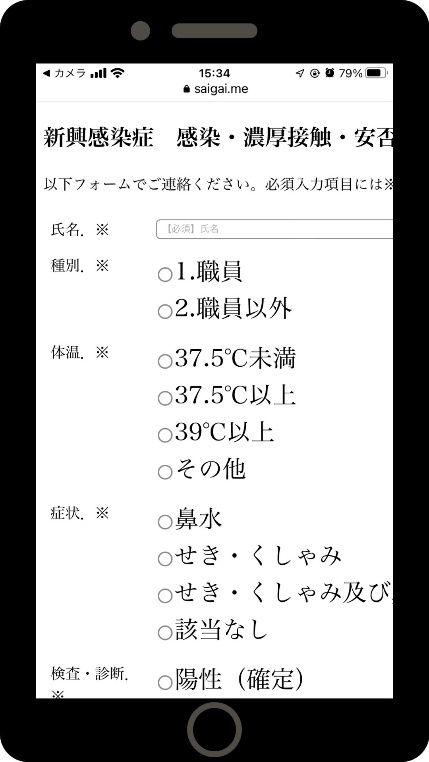 ◀ カメラ 15:34 79%
saigai.me
新興感染症 感染・濃厚接触・安否
以下フォームでご連絡ください。必須入力項目には※
氏名. ※ 【必須】氏名
種別. ※ 1.職員
2.職員以外
体温. ※ 37.5℃未満
37.5℃以上
39℃以上
その他
症状. ※ 鼻水
せき・くしゃみ
せき・くしゃみ及び
該当なし
検査・診断. 陽性（確定）
※